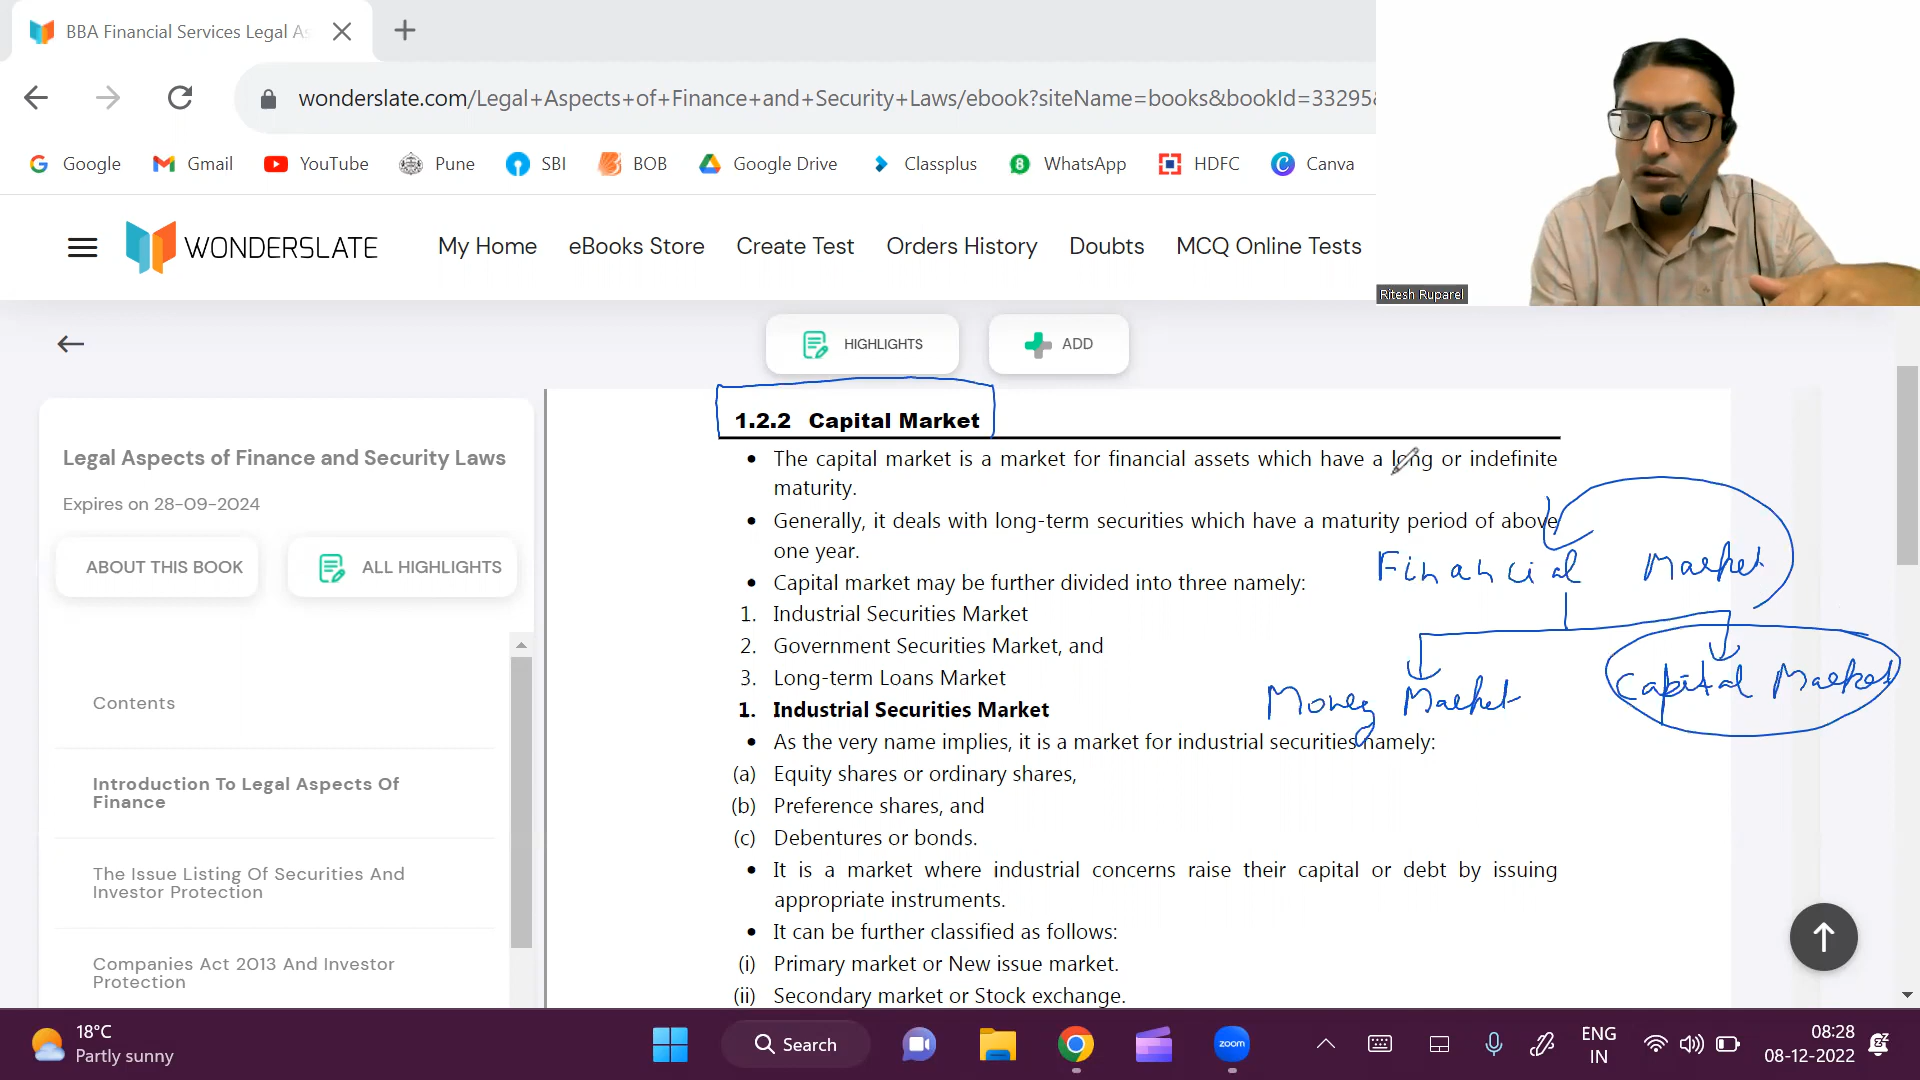 BBA Financial Services Legal As
wonderslate.com/Legal+Aspects+of+Finance+and+Security+Laws/ebook?siteName=books&bookId=33295&
Google Gmail YouTube Pune SBI BOB Google Drive Classplus WhatsApp HDFC Canva
WONDERSLATE My Home eBooks Store Create Test Orders History Doubts MCQ Online Tests
Ritesh Ruparel
HIGHLIGHTS ADD
Legal Aspects of Finance and Security Laws
Expires on 28-09-2024
ABOUT THIS BOOK ALL HIGHLIGHTS
Contents
Introduction To Legal Aspects Of
Finance
The Issue Listing Of Securities And
Investor Protection
Companies Act 2013 And Investor
Protection
1.2.2 Capital Market
• The capital market is a market for financial assets which have a long or indefinite
maturity.
• Generally, it deals with long-term securities which have a maturity period of above
one year.
• Capital market may be further divided into three namely:
1. Industrial Securities Market
2. Government Securities Market, and
3. Long-term Loans Market
1. Industrial Securities Market
• As the very name implies, it is a market for industrial securities namely:
(a) Equity shares or ordinary shares,
(b) Preference shares, and
(c) Debentures or bonds.
• It is a market where industrial concerns raise their capital or debt by issuing
appropriate instruments.
• It can be further classified as follows:
(i) Primary market or New issue market.
(ii) Secondary market or Stock exchange.
Financial Market
Money Market
Capital Market
18°C
Partly sunny
Search
zoom
ENG
IN
08:28
08-12-2022